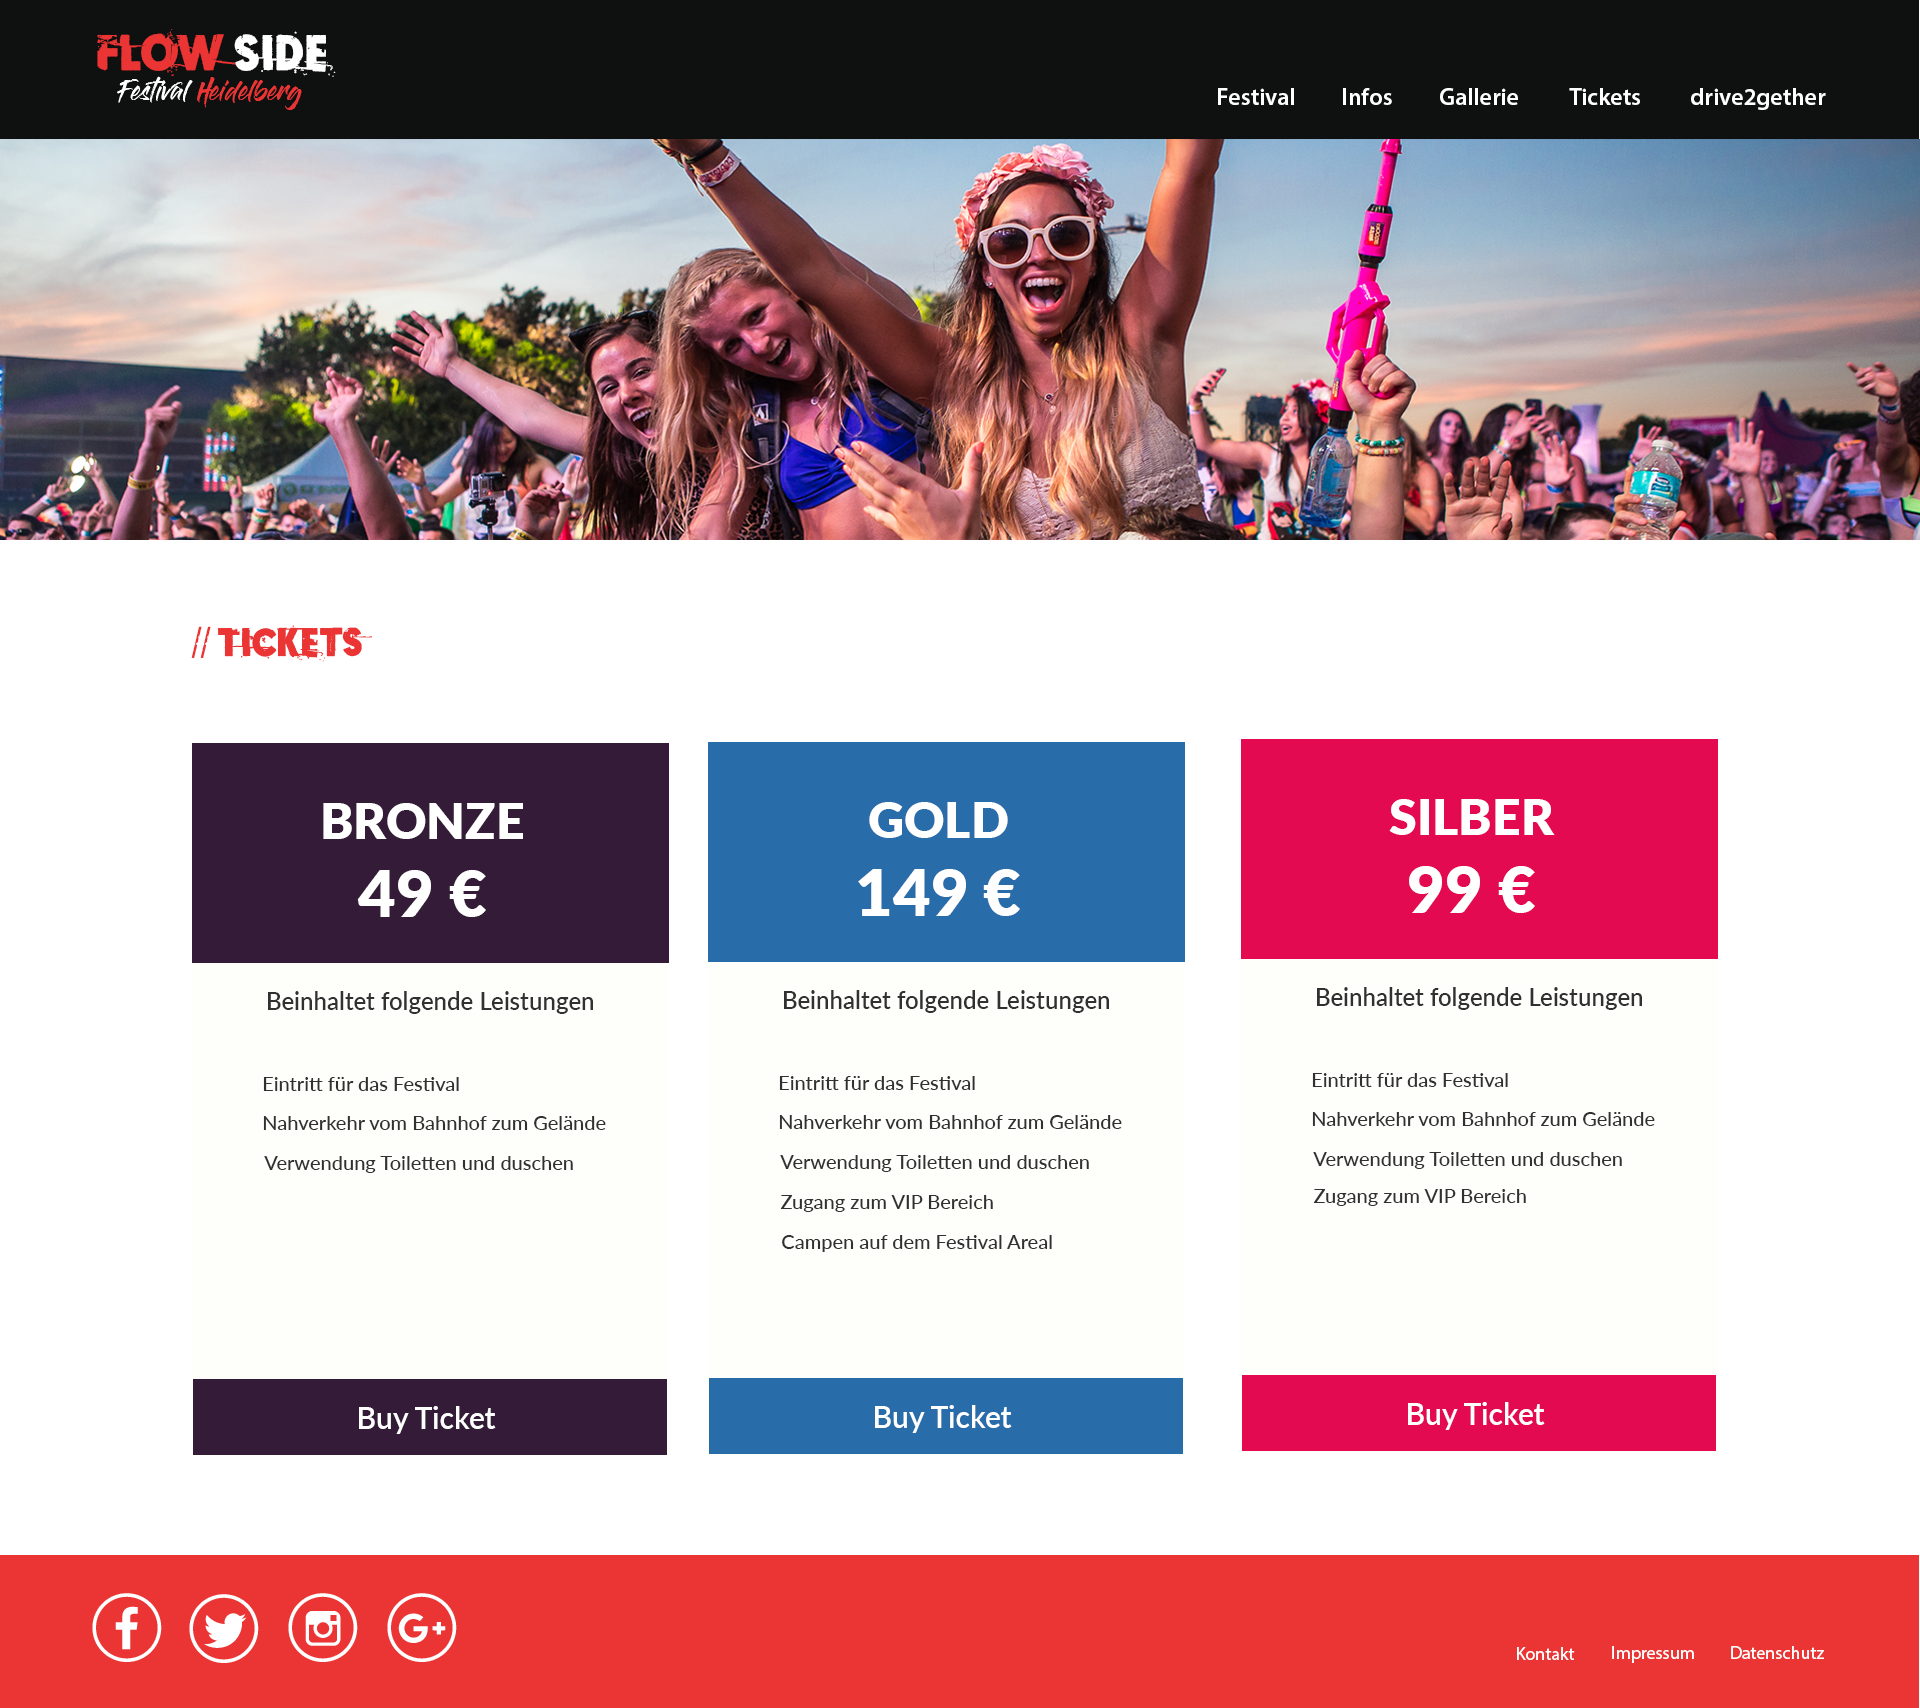 FLOW SIDE
Festival Heidelberg
Festival
Infos
Gallerie
Tickets
drive2gether
// TICKETS
BRONZE
49 €
Beinhaltet folgende Leistungen
Eintritt für das Festival
Nahverkehr vom Bahnhof zum Gelände
Verwendung Toiletten und duschen
Buy Ticket
GOLD
149 €
Beinhaltet folgende Leistungen
Eintritt für das Festival
Nahverkehr vom Bahnhof zum Gelände
Verwendung Toiletten und duschen
Zugang zum VIP Bereich
Campen auf dem Festival Areal
Buy Ticket
SILBER
99 €
Beinhaltet folgende Leistungen
Eintritt für das Festival
Nahverkehr vom Bahnhof zum Gelände
Verwendung Toiletten und duschen
Zugang zum VIP Bereich
Buy Ticket
Kontakt
Impressum
Datenschutz